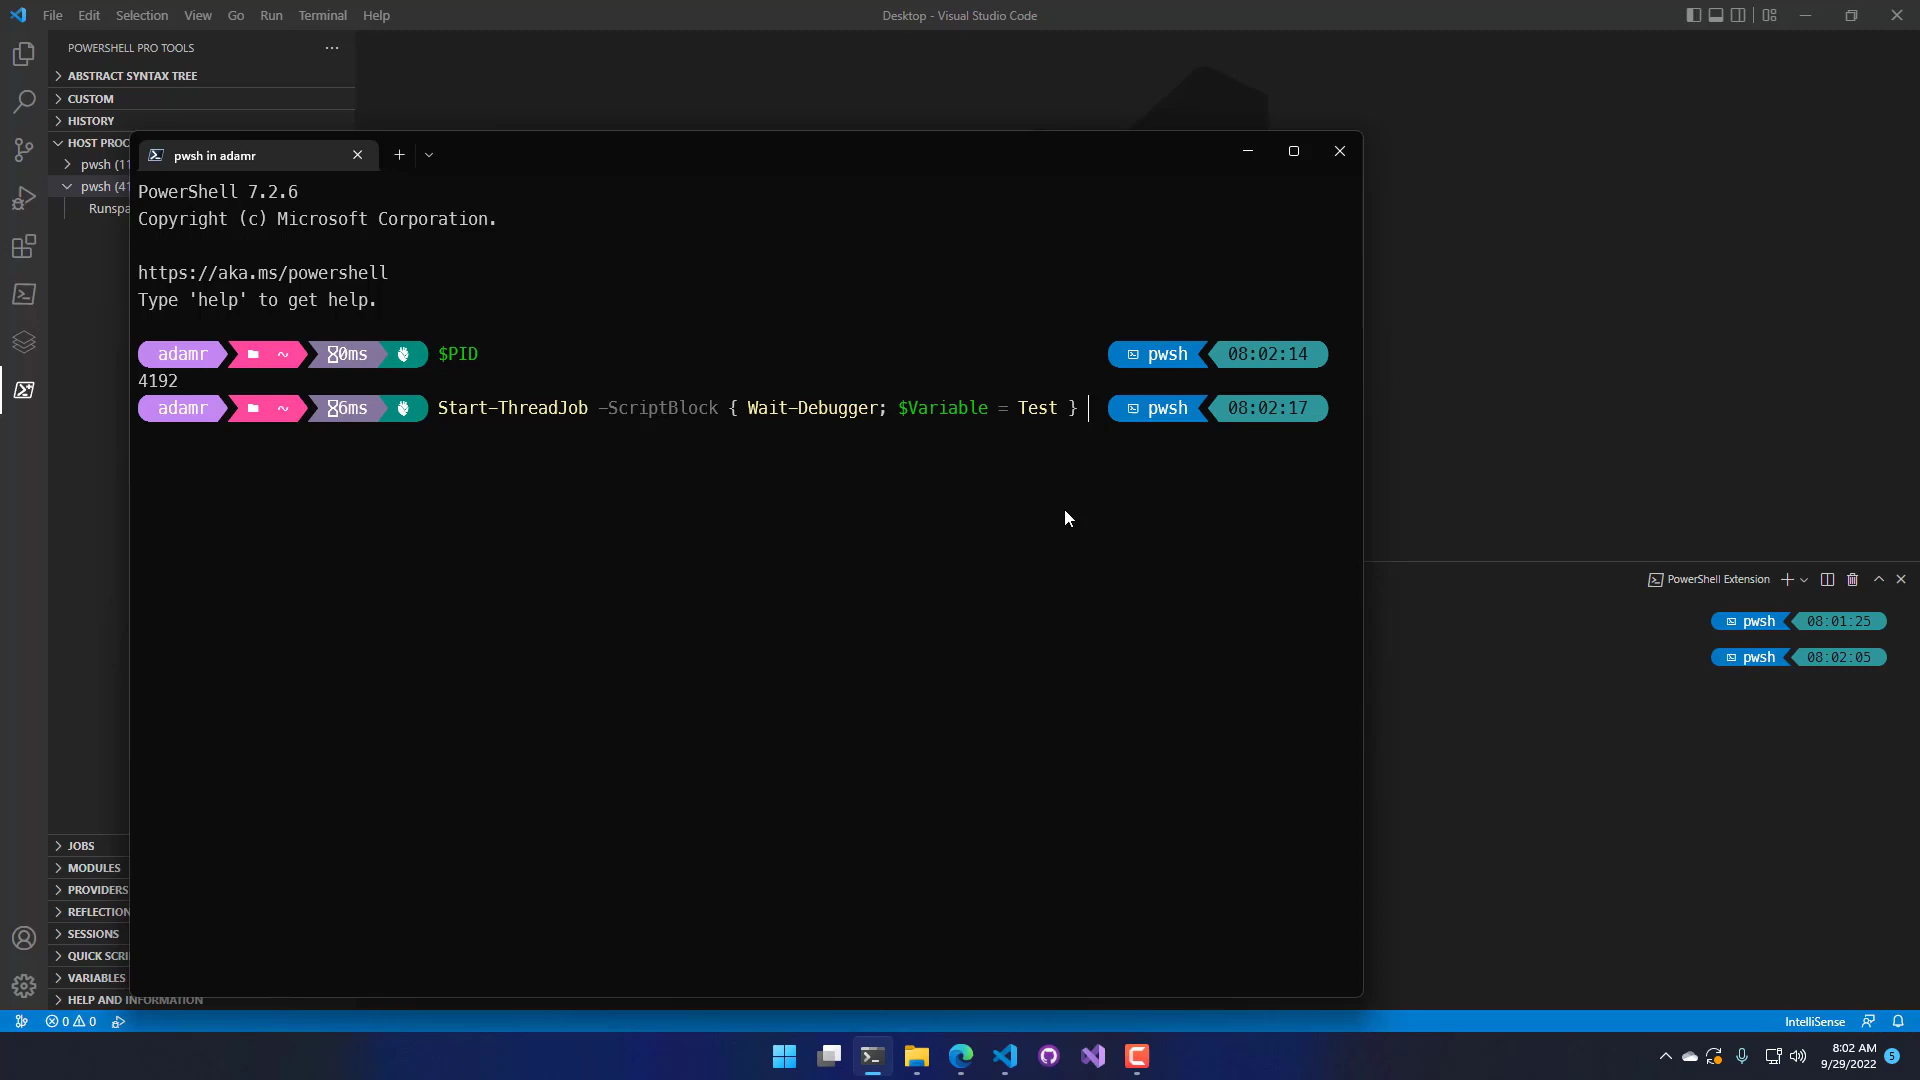 File Edit Selection View Go Run Terminal Help
Desktop - Visual Studio Code
POWERSHELL PRO TOOLS
ABSTRACT SYNTAX TREE
CUSTOM
HISTORY
HOST PROC
pwsh (11
pwsh (41
Runspa
pwsh in adamr
PowerShell 7.2.6
Copyright (c) Microsoft Corporation.
https://aka.ms/powershell
Type 'help' to get help.
adamr ~ 0ms $PID pwsh 08:02:14
4192
adamr ~ 6ms Start-ThreadJob -ScriptBlock { Wait-Debugger; $Variable = Test } pwsh 08:02:17
PowerShell Extension
pwsh 08:01:25
pwsh 08:02:05
JOBS
MODULES
PROVIDERS
REFLECTION
SESSIONS
QUICK SCRI
VARIABLES
HELP AND INFORMATION
0 0
IntelliSense
8:02 AM
9/29/2022
5